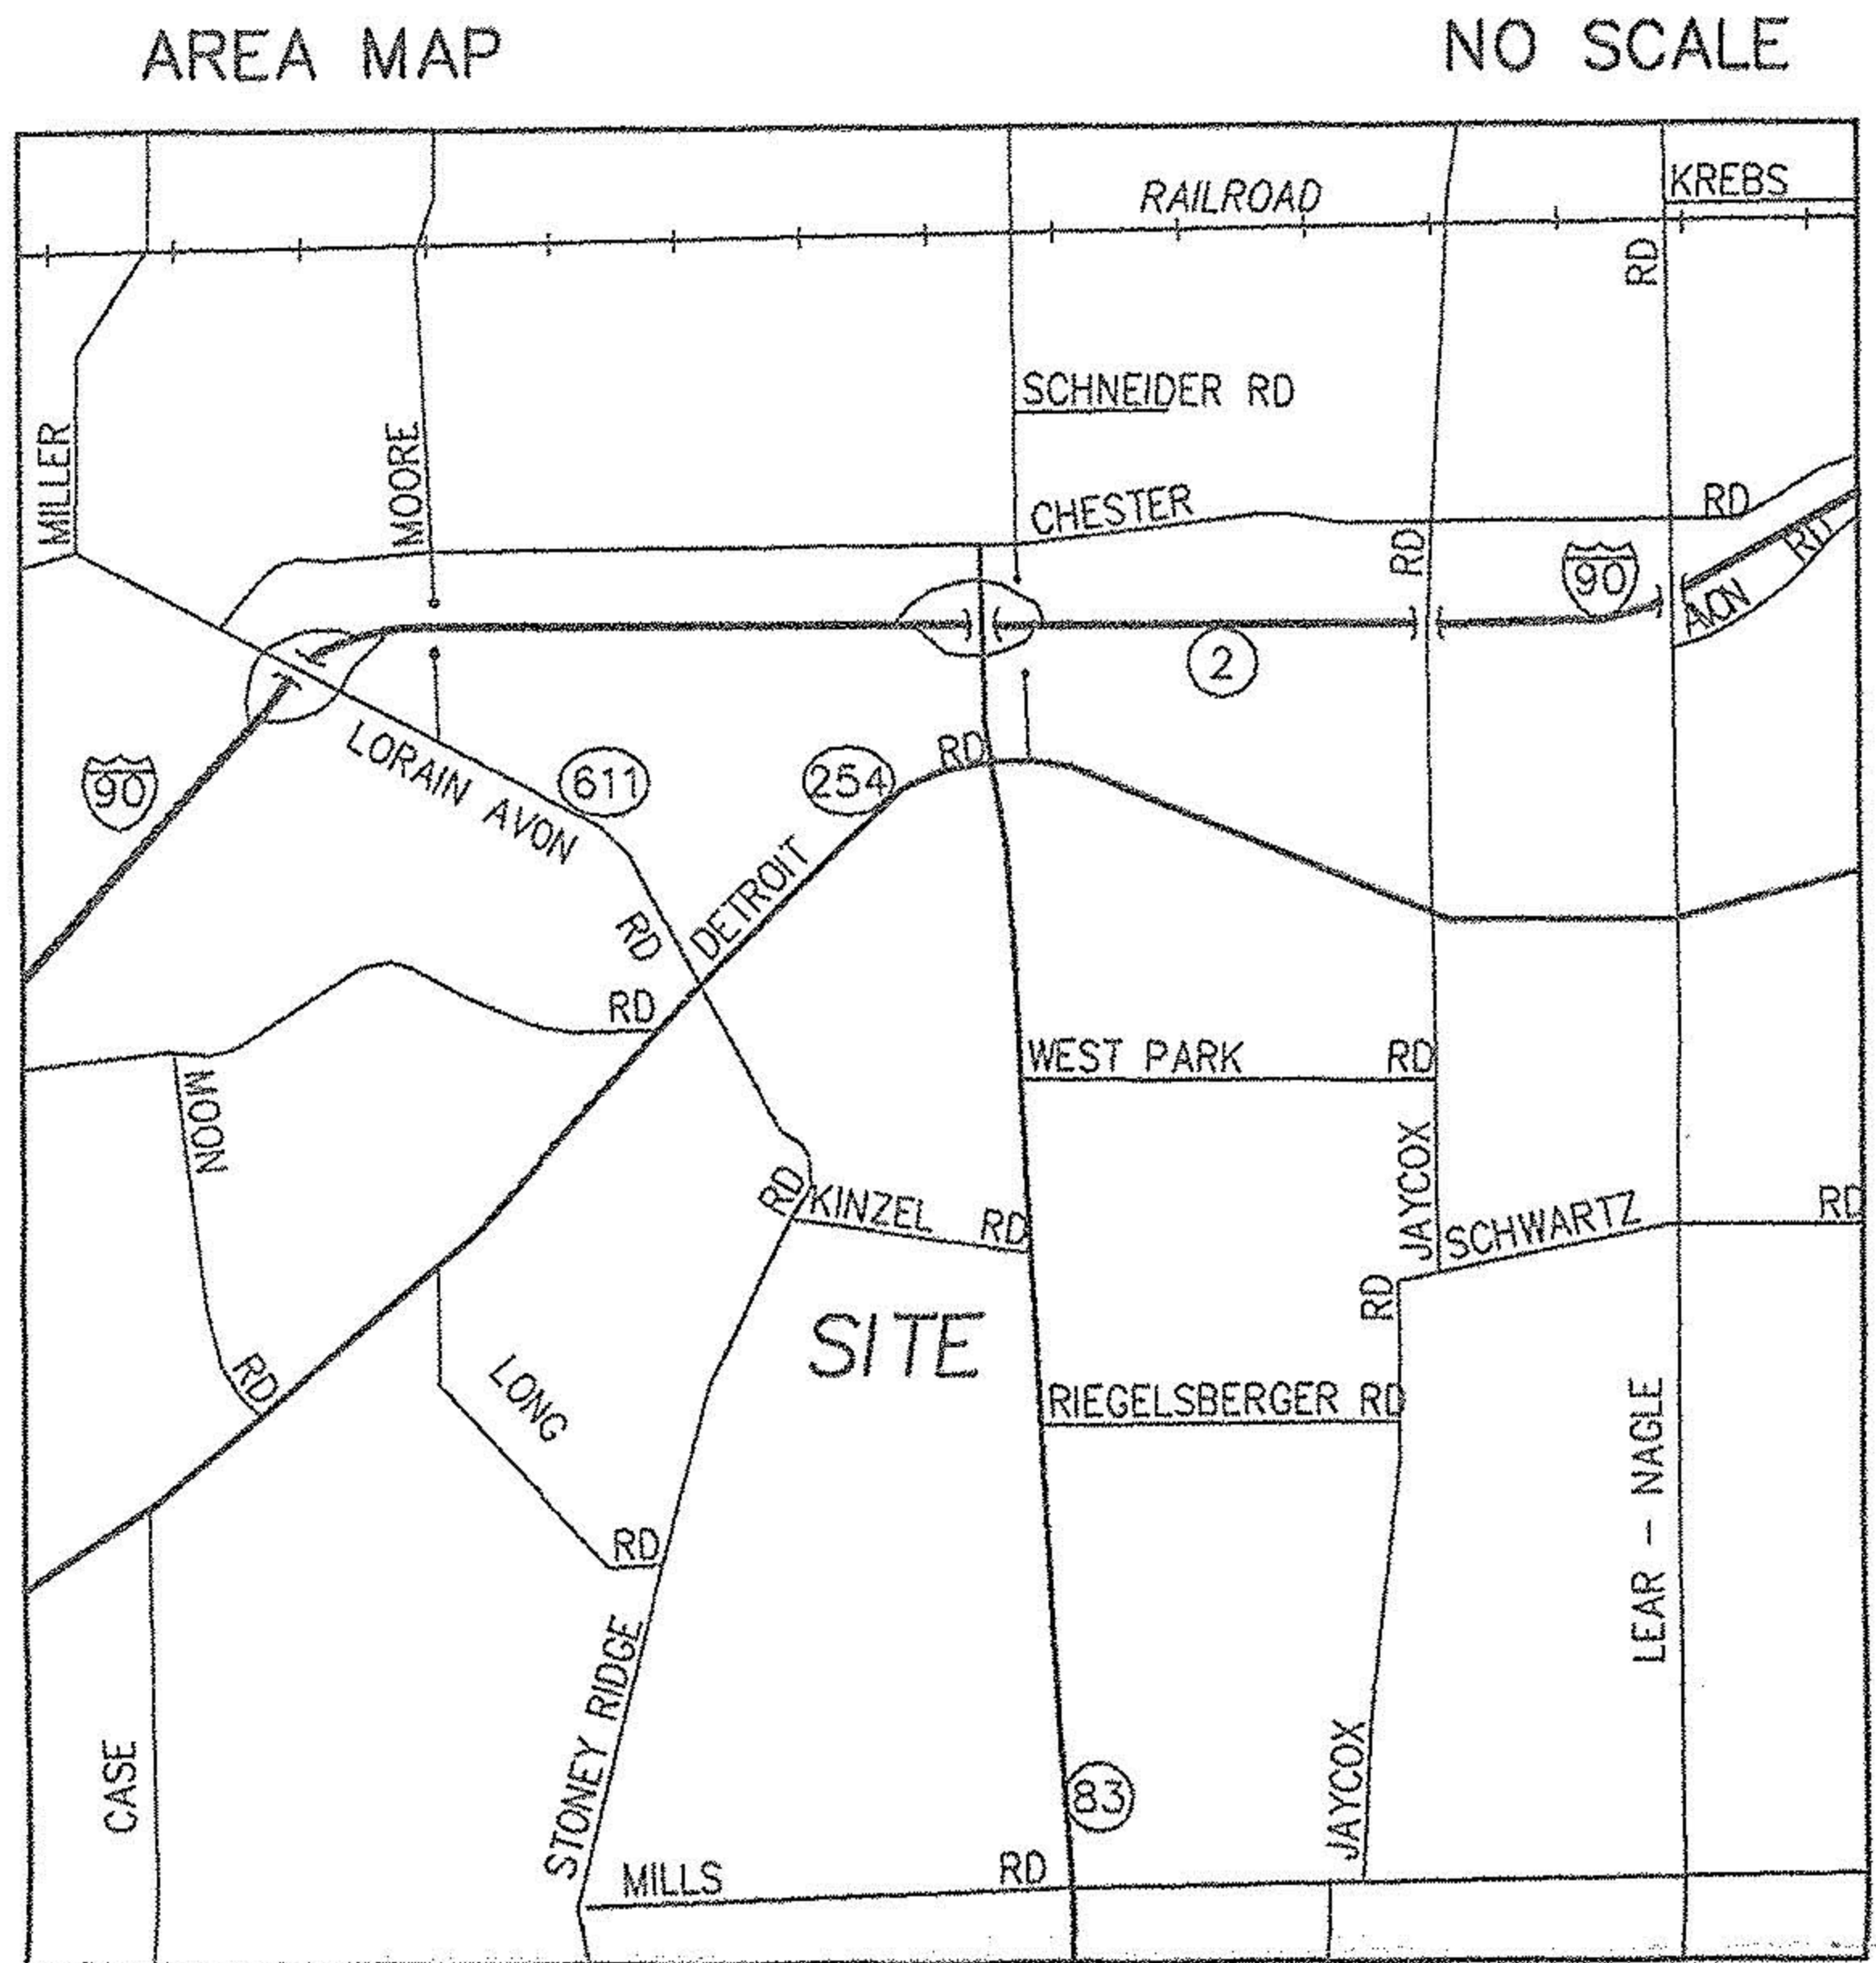 AREA MAP
NO SCALE
RAILROAD
KREBS
RD
SCHNEIDER RD
MILLER
MOORE
CHESTER
RD
RD
90
AVON RD
2
LORAIN AVON
RD
611
254
RD
90
DETROIT
RD
WEST PARK RD
MOON
RD
JAYCOX
RD
KINZEL RD
RD
SCHWARTZ RD
SITE
LONG
RD
RIEGELSBERGER RD
LEAR - NAGLE
STONEY RIDGE
CASE
83
JAYCOX
MILLS RD